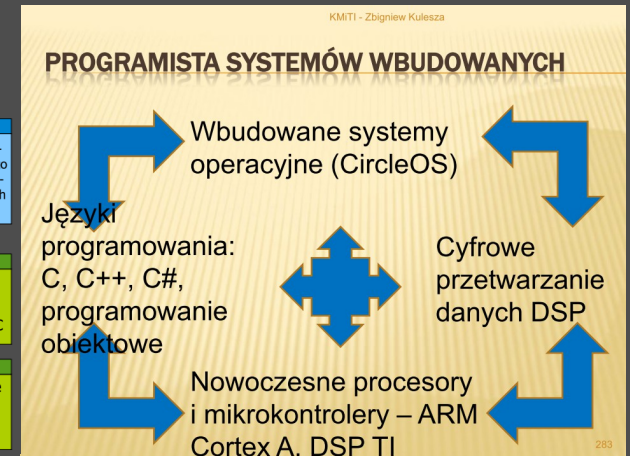 KMiTI - Zbigniew Kulesza
PROGRAMISTA SYSTEMÓW WBUDOWANYCH
Wbudowane systemy
operacyjne (CircleOS)
Języki
programowania:
C, C++, C#,
programowanie
obiektowe
Cyfrowe
przetwarzanie
danych DSP
Nowoczesne procesory
i mikrokontrolery – ARM
Cortex A, DSP TI
283